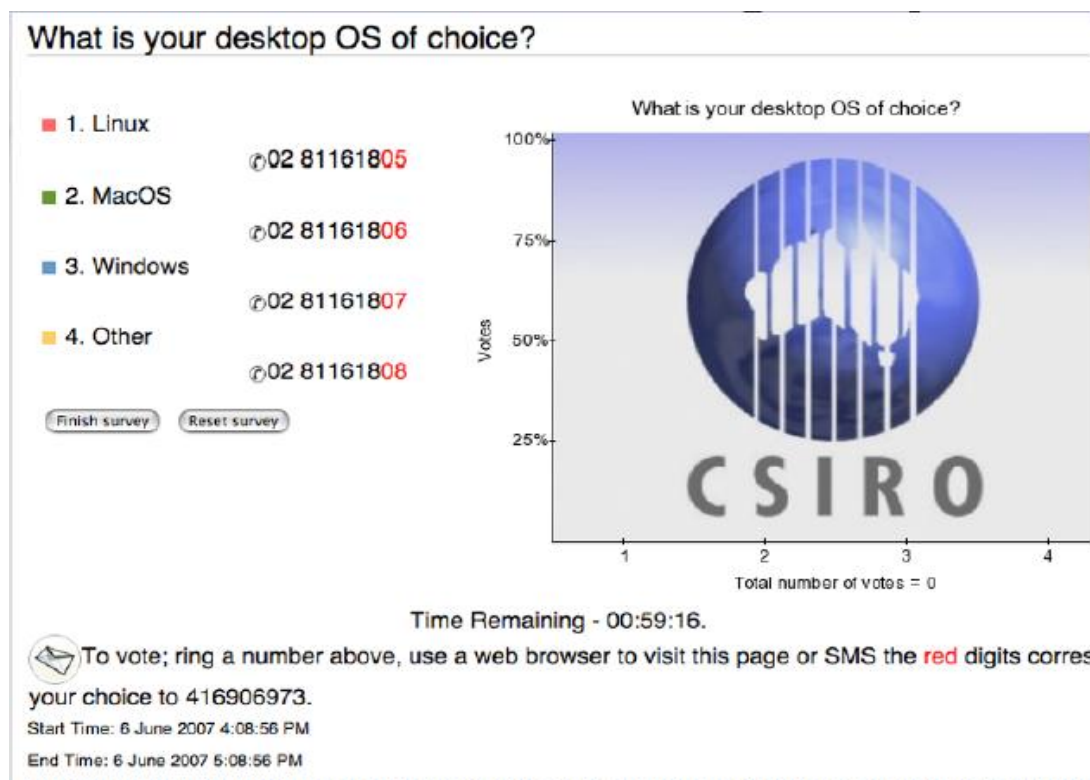 What is your desktop OS of choice?
1. Linux
✆02 81161805
2. MacOS
✆02 81161806
3. Windows
✆02 81161807
4. Other
✆02 81161808
Finish survey Reset survey
What is your desktop OS of choice?
100%
75%
50%
25%
Votes
CSIRO
1 2 3 4
Total number of votes = 0
Time Remaining - 00:59:16.
To vote; ring a number above, use a web browser to visit this page or SMS the red digits corres
your choice to 416906973.
Start Time: 6 June 2007 4:08:56 PM
End Time: 6 June 2007 5:08:56 PM